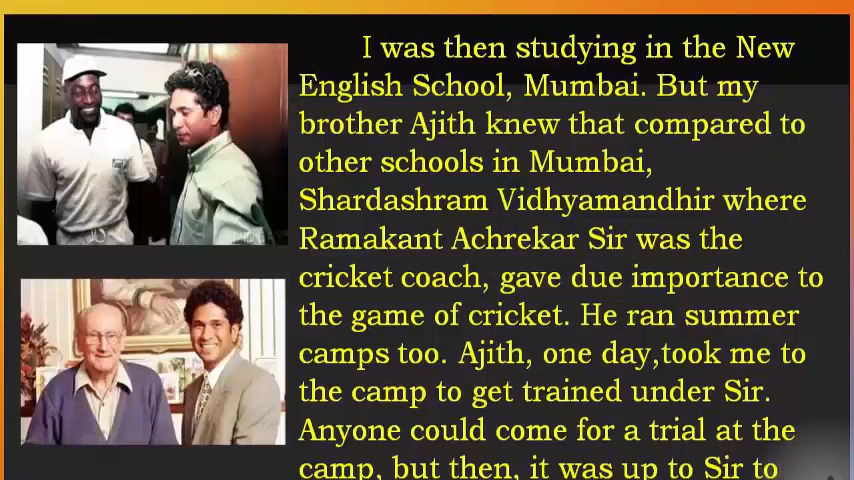 I was then studying in the New
English School, Mumbai. But my
brother Ajith knew that compared to
other schools in Mumbai,
Shardashram Vidhyamandhir where
Ramakant Achrekar Sir was the
cricket coach, gave due importance to
the game of cricket. He ran summer
camps too. Ajith, one day,took me to
the camp to get trained under Sir.
Anyone could come for a trial at the
camp, but then, it was up to Sir to